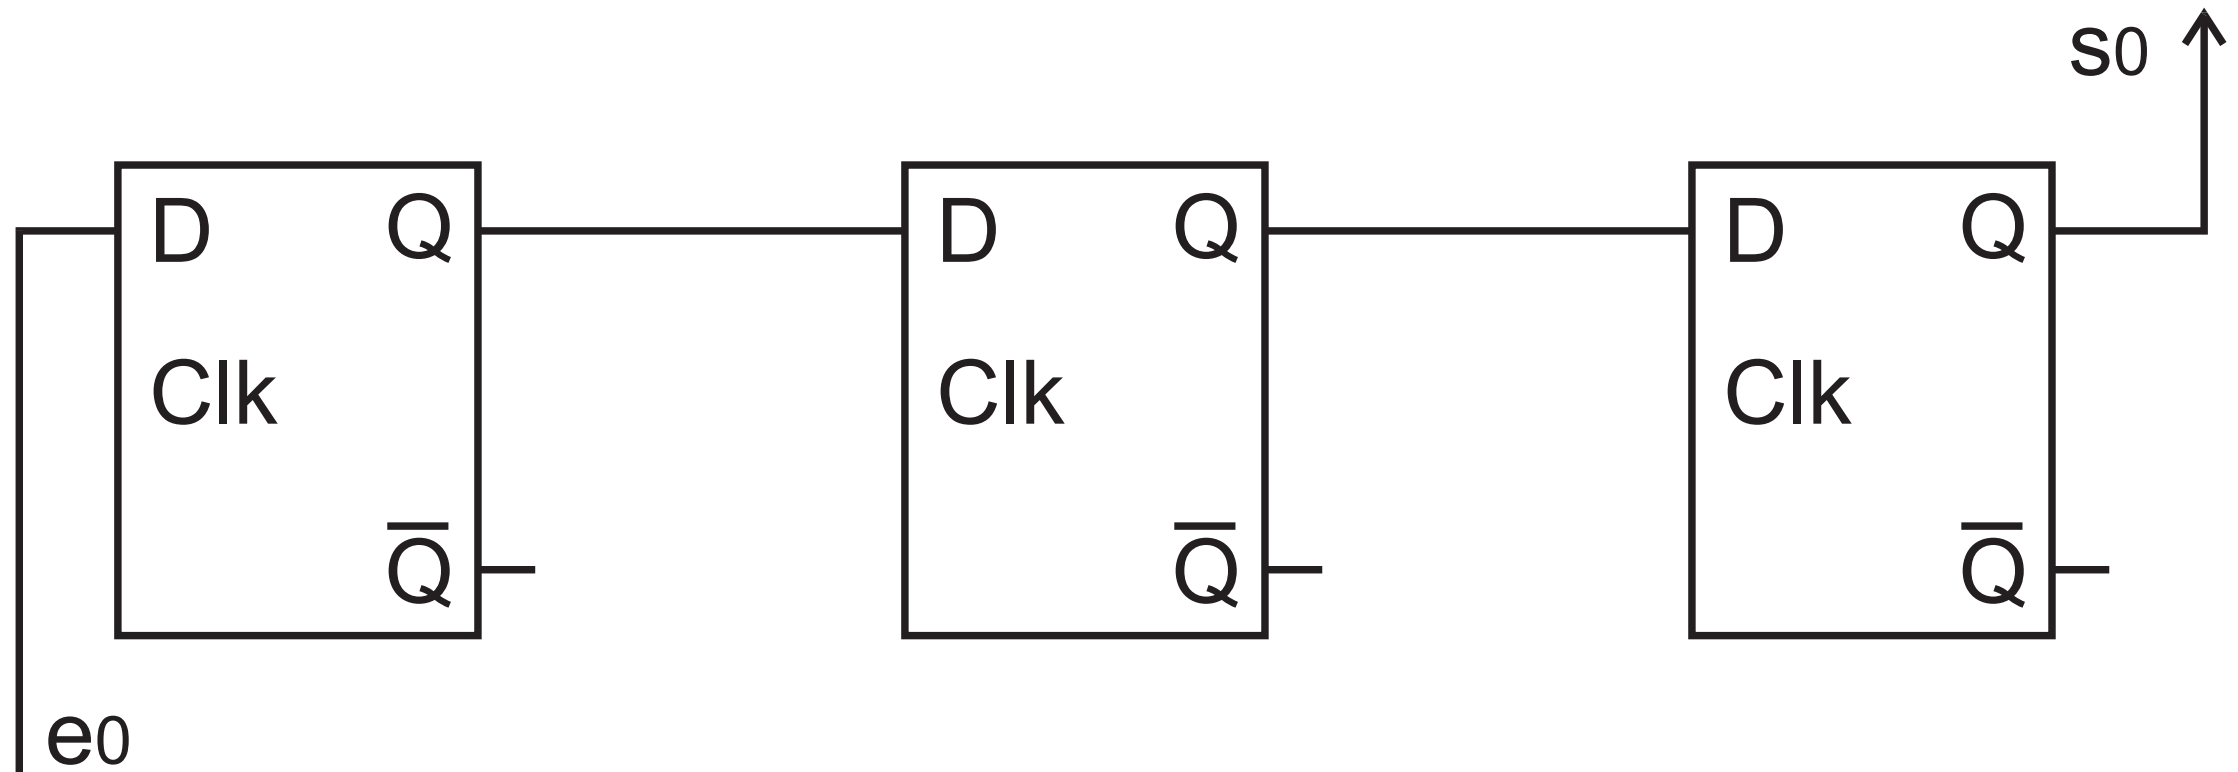 s0
D Q D Q D Q
Clk Clk Clk
Q̅ Q̅ Q̅
e0